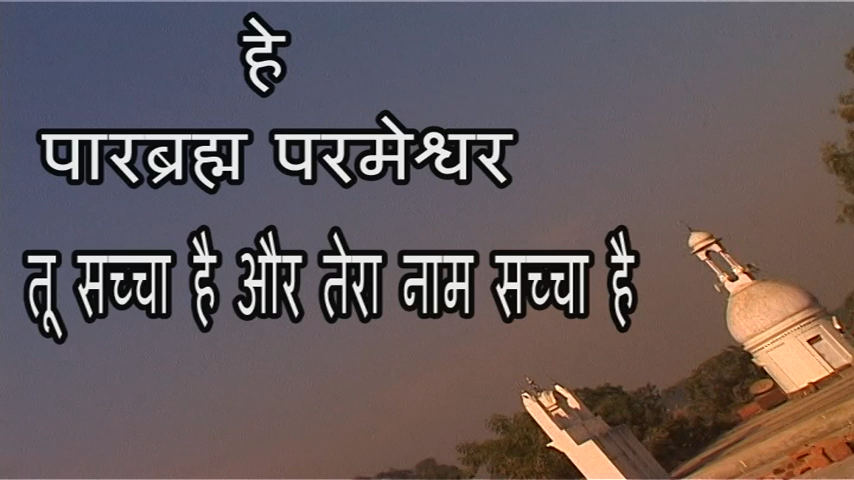 हे
पारब्रह्म परमेश्वर
तू सच्चा है और तेरा नाम सच्चा है